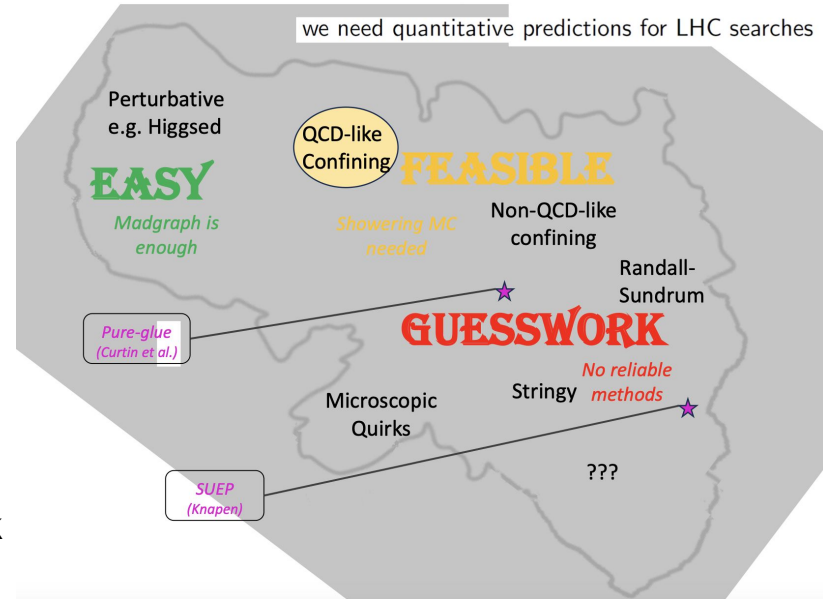 we need quantitative predictions for LHC searches
Perturbative
e.g. Higgsed
QCD-like
Confining
EASY
FEASIBLE
Madgraph is
enough
Showering MC
needed
Non-QCD-like
confining
Randall-
Sundrum
Pure-glue
(Curtin et al.)
GUESSWORK
No reliable
methods
Stringy
Microscopic
Quirks
SUEP
(Knapen)
???